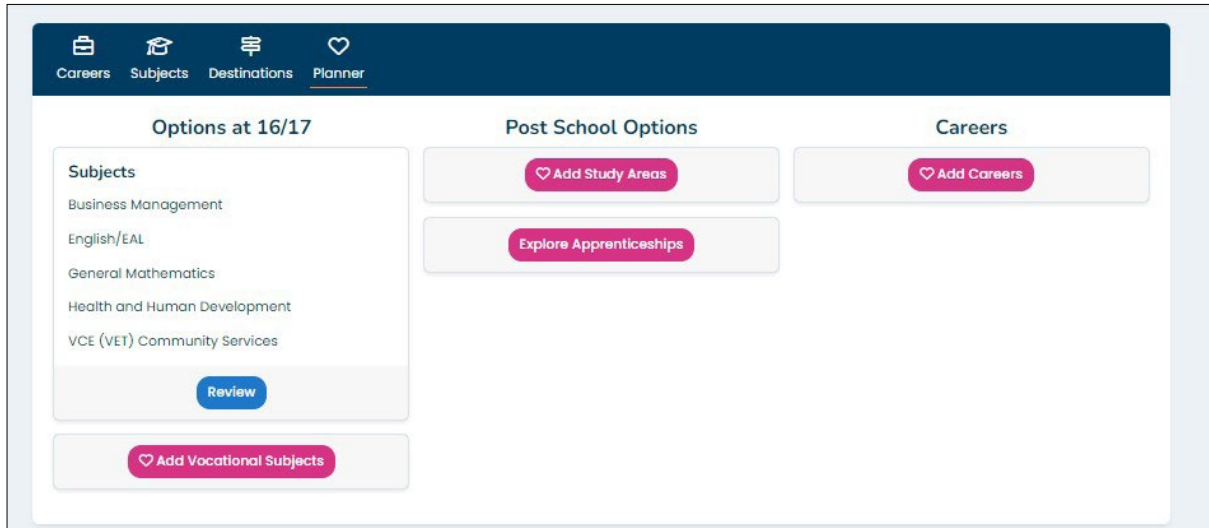 Careers Subjects Destinations Planner
Options at 16/17
Subjects
Business Management
English/EAL
General Mathematics
Health and Human Development
VCE (VET) Community Services
Review
Add Vocational Subjects
Post School Options
Add Study Areas
Explore Apprenticeships
Careers
Add Careers